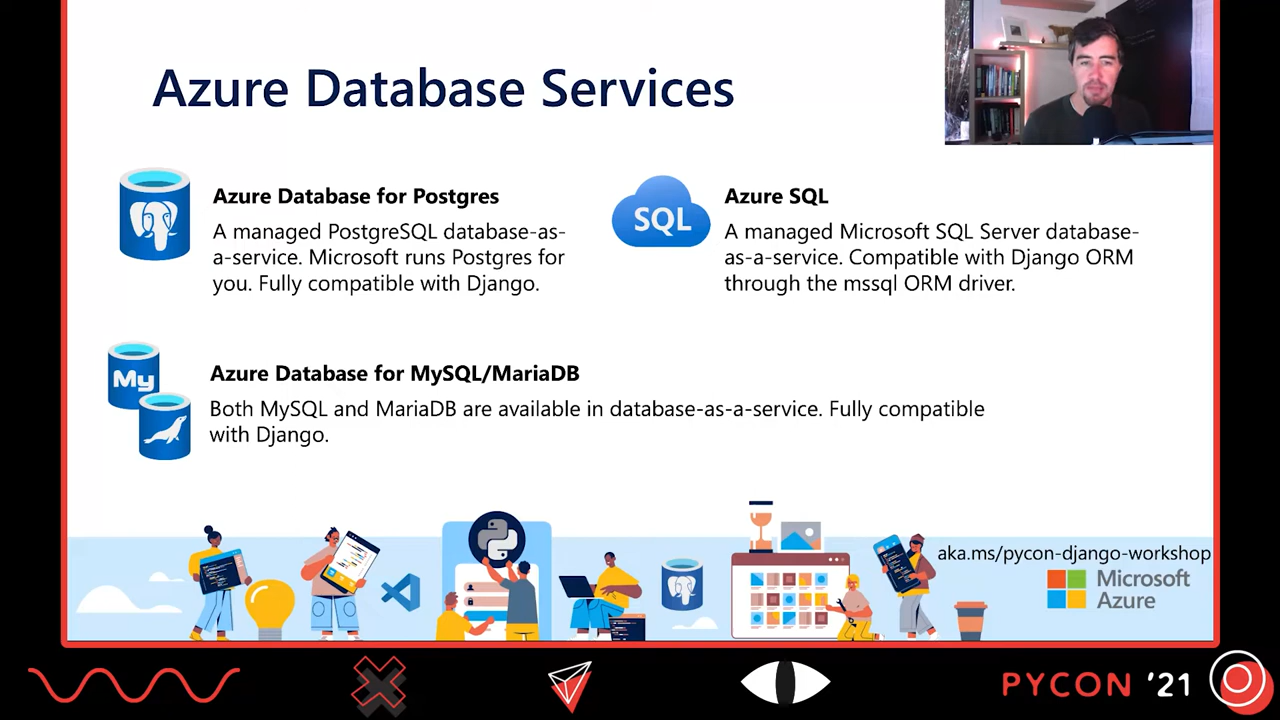 Azure Database Services
Azure Database for Postgres
A managed PostgreSQL database-as-
a-service. Microsoft runs Postgres for
you. Fully compatible with Django.
SQL
Azure SQL
A managed Microsoft SQL Server database-
as-a-service. Compatible with Django ORM
through the mssql ORM driver.
My
Azure Database for MySQL/MariaDB
Both MySQL and MariaDB are available in database-as-a-service. Fully compatible
with Django.
aka.ms/pycon-django-workshop
Microsoft
Azure
PYCON '21